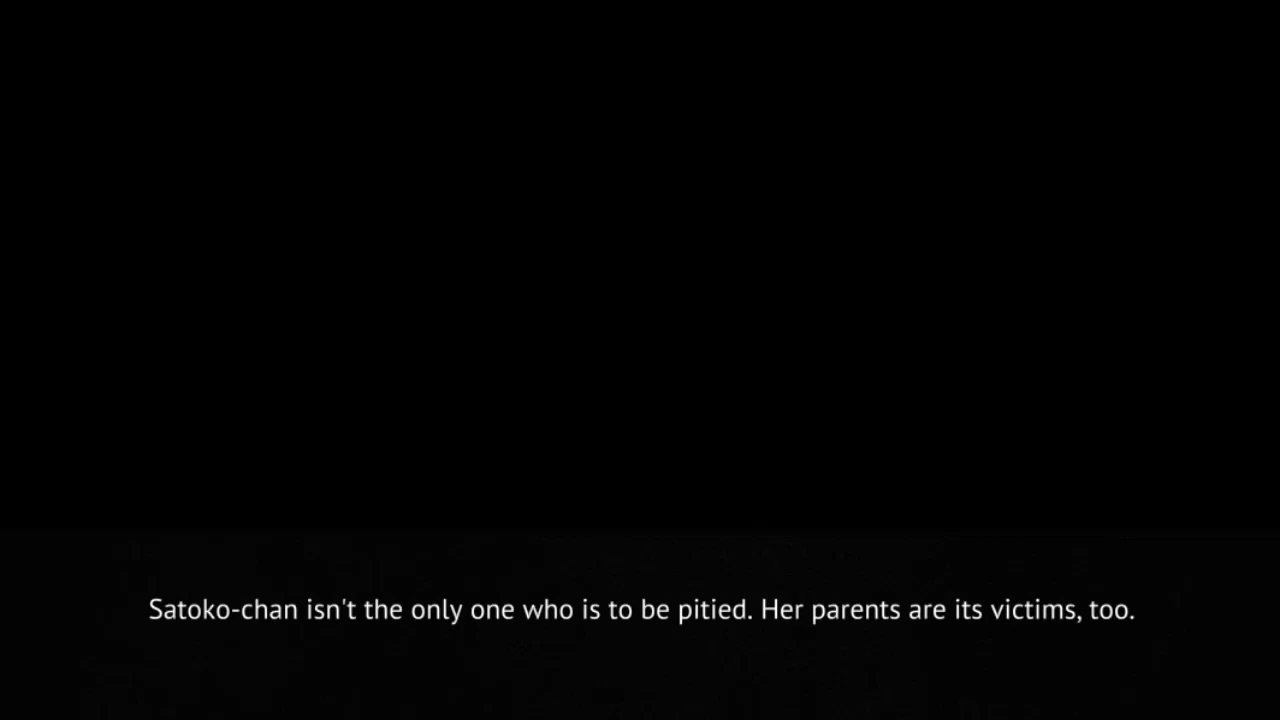 Satoko-chan isn't the only one who is to be pitied. Her parents are its victims, too.